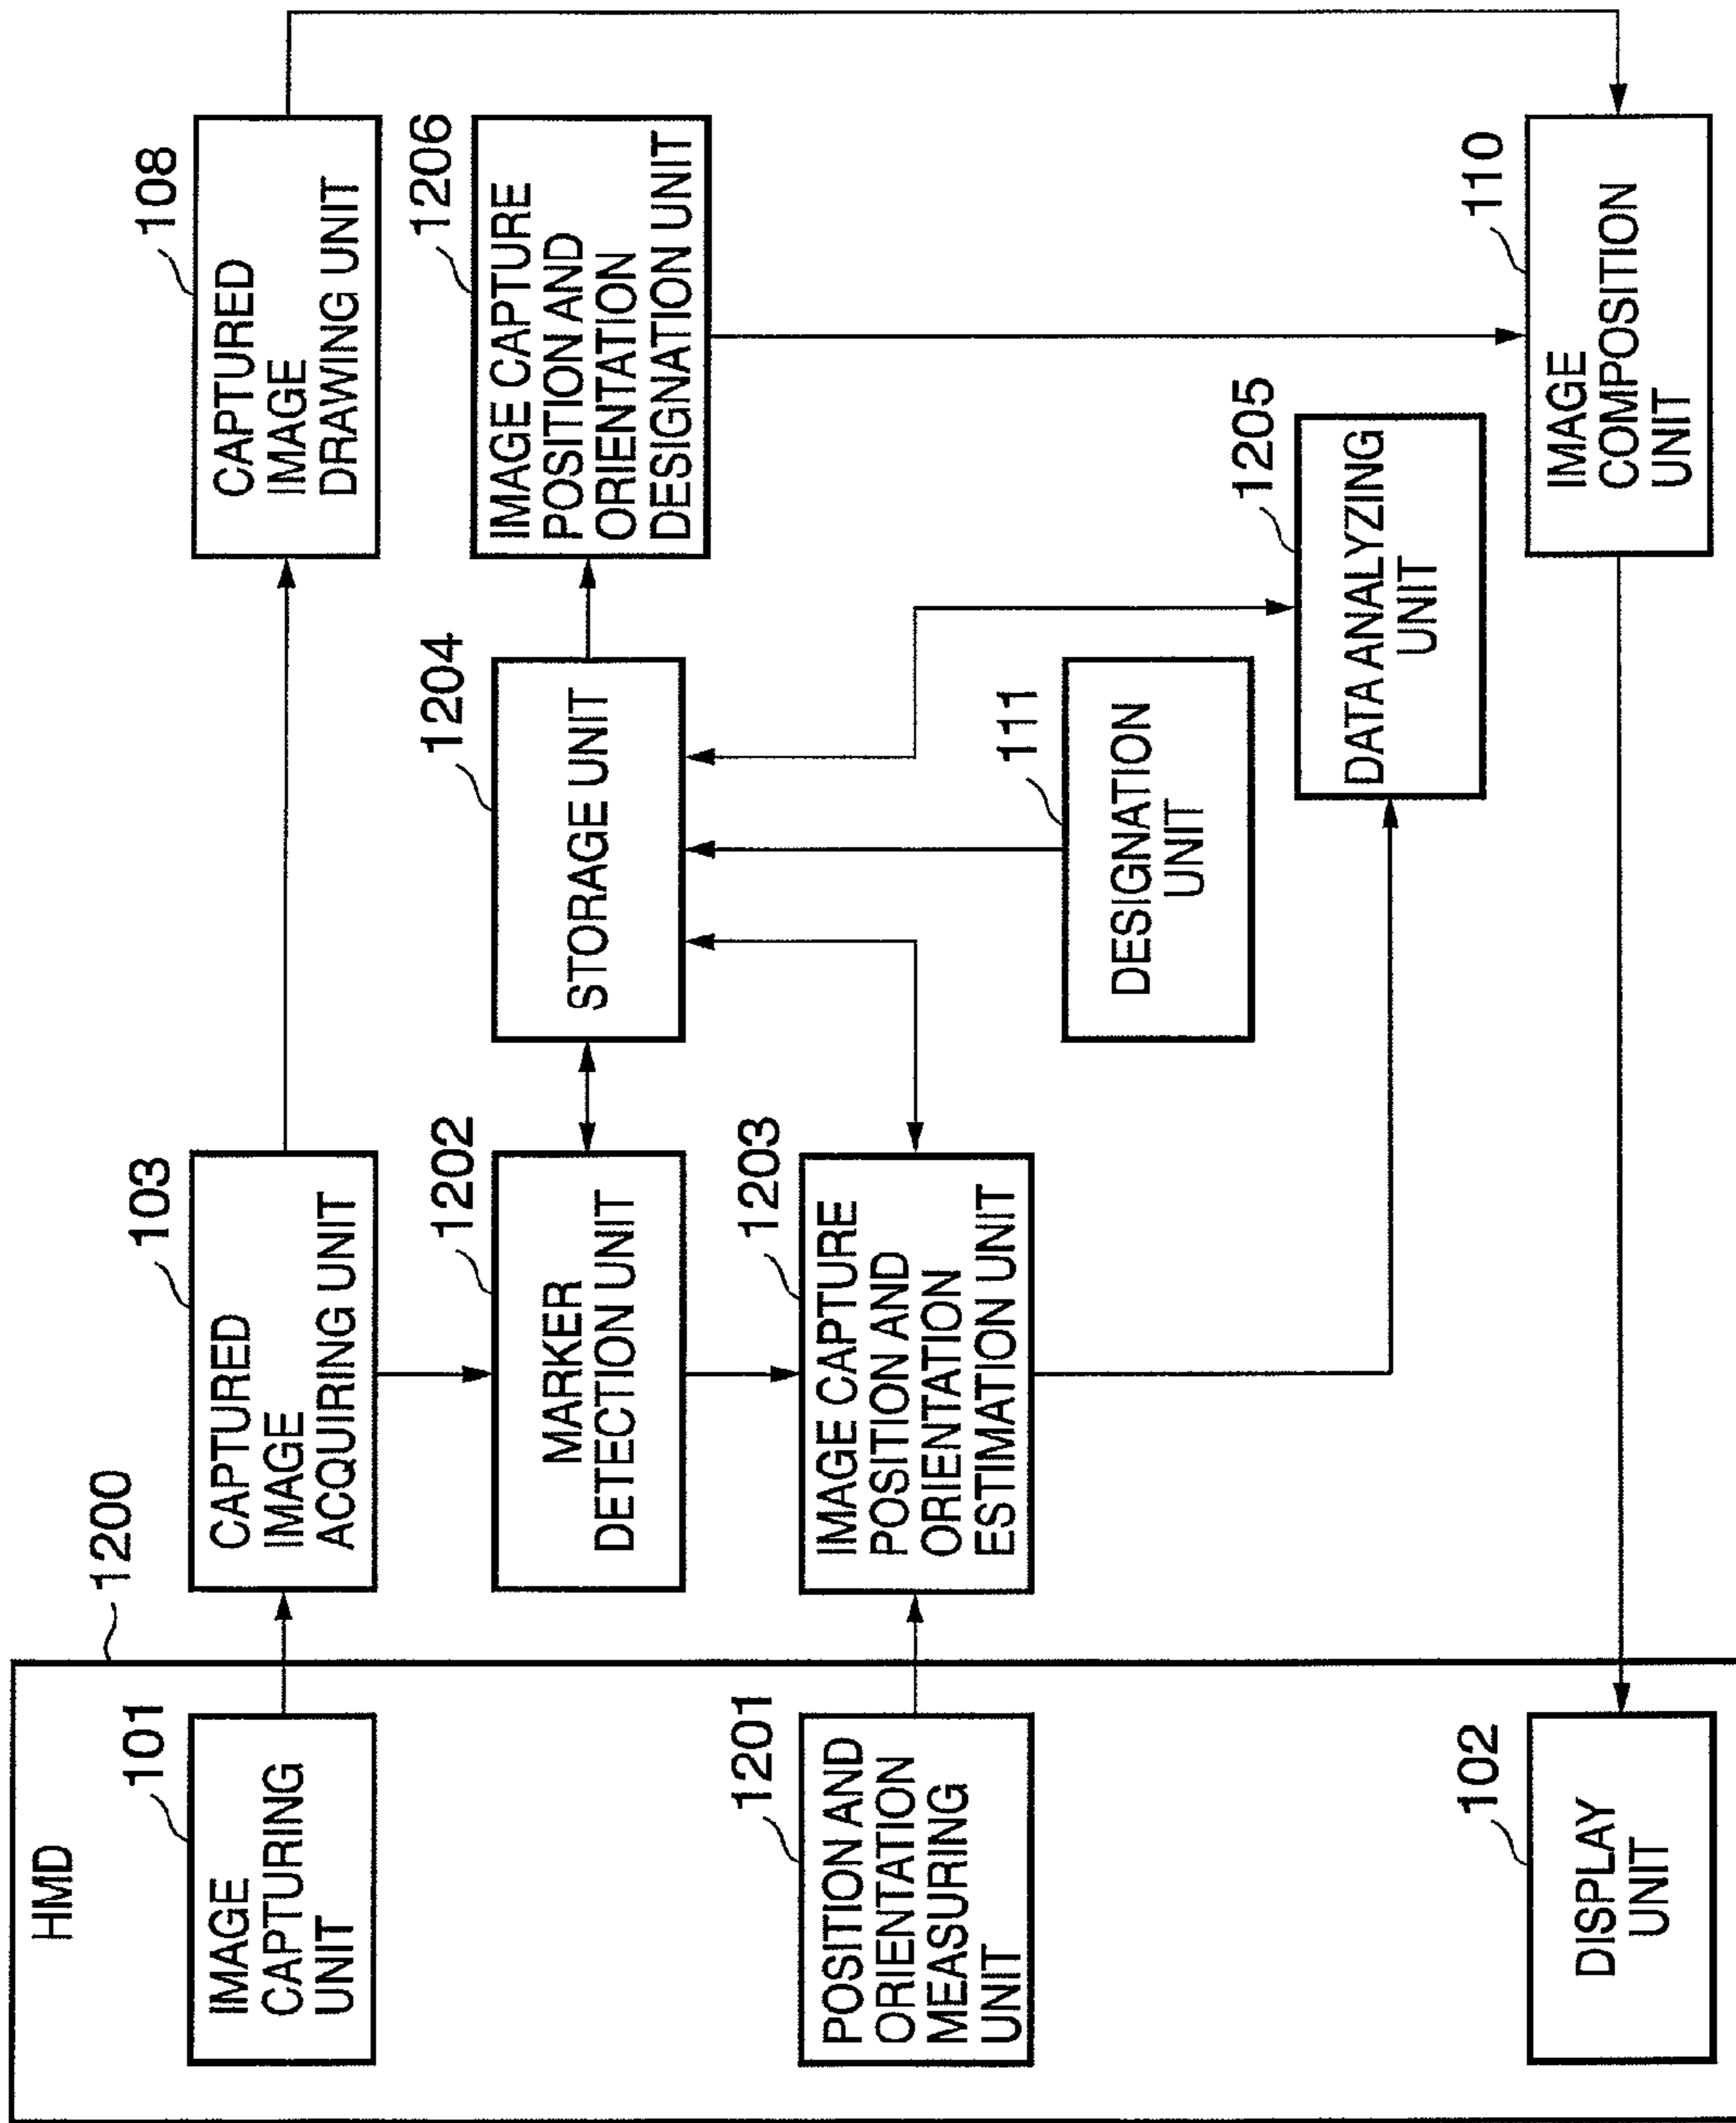 HMD
1200
101
IMAGE
CAPTURING
UNIT
1201
POSITION AND
ORIENTATION
MEASURING
UNIT
102
DISPLAY
UNIT
103
CAPTURED
IMAGE
ACQUIRING UNIT
1202
MARKER
DETECTION UNIT
1203
IMAGE CAPTURE
POSITION AND
ORIENTATION
ESTIMATION UNIT
1204
STORAGE UNIT
111
DESIGNATION
UNIT
1205
DATA ANALYZING
UNIT
108
CAPTURED
IMAGE
DRAWING UNIT
1206
IMAGE CAPTURE
POSITION AND
ORIENTATION
DESIGNATION UNIT
110
IMAGE
COMPOSITION
UNIT